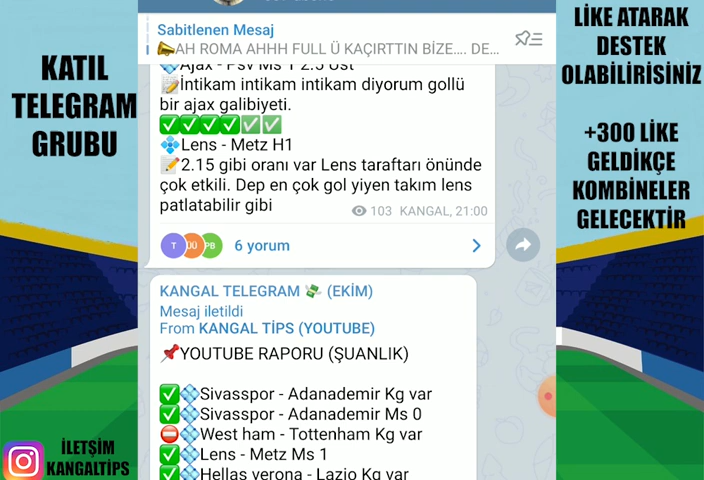 KATIL
TELEGRAM
GRUBU
Sabitlenen Mesaj
AH ROMA AHHH FULL Ü KAÇIRTTIN BİZE…. DE…
Ajax - Psv Ms 1 2.5 Üst
İntikam intikam intikam diyorum gollü
bir ajax galibiyeti.
Lens - Metz H1
2.15 gibi oranı var Lens taraftarı önünde
çok etkili. Dep en çok gol yiyen takım lens
patlatabilir gibi
103 KANGAL, 21:00
T
ÖÜ
PB
6 yorum
KANGAL TELEGRAM (EKİM)
Mesaj iletildi
From KANGAL TİPS (YOUTUBE)
YOUTUBE RAPORU (ŞUANLIK)
Sivasspor - Adanademir Kg var
Sivasspor - Adanademir Ms 0
West ham - Tottenham Kg var
Lens - Metz Ms 1
Hellas verona - Lazio Kg var
LİKE ATARAK
DESTEK
OLABİLİRİSİNİZ
+300 LİKE
GELDİKÇE
KOMBİNELER
GELECEKTİR
İLETŞİM
KANGALTİPS